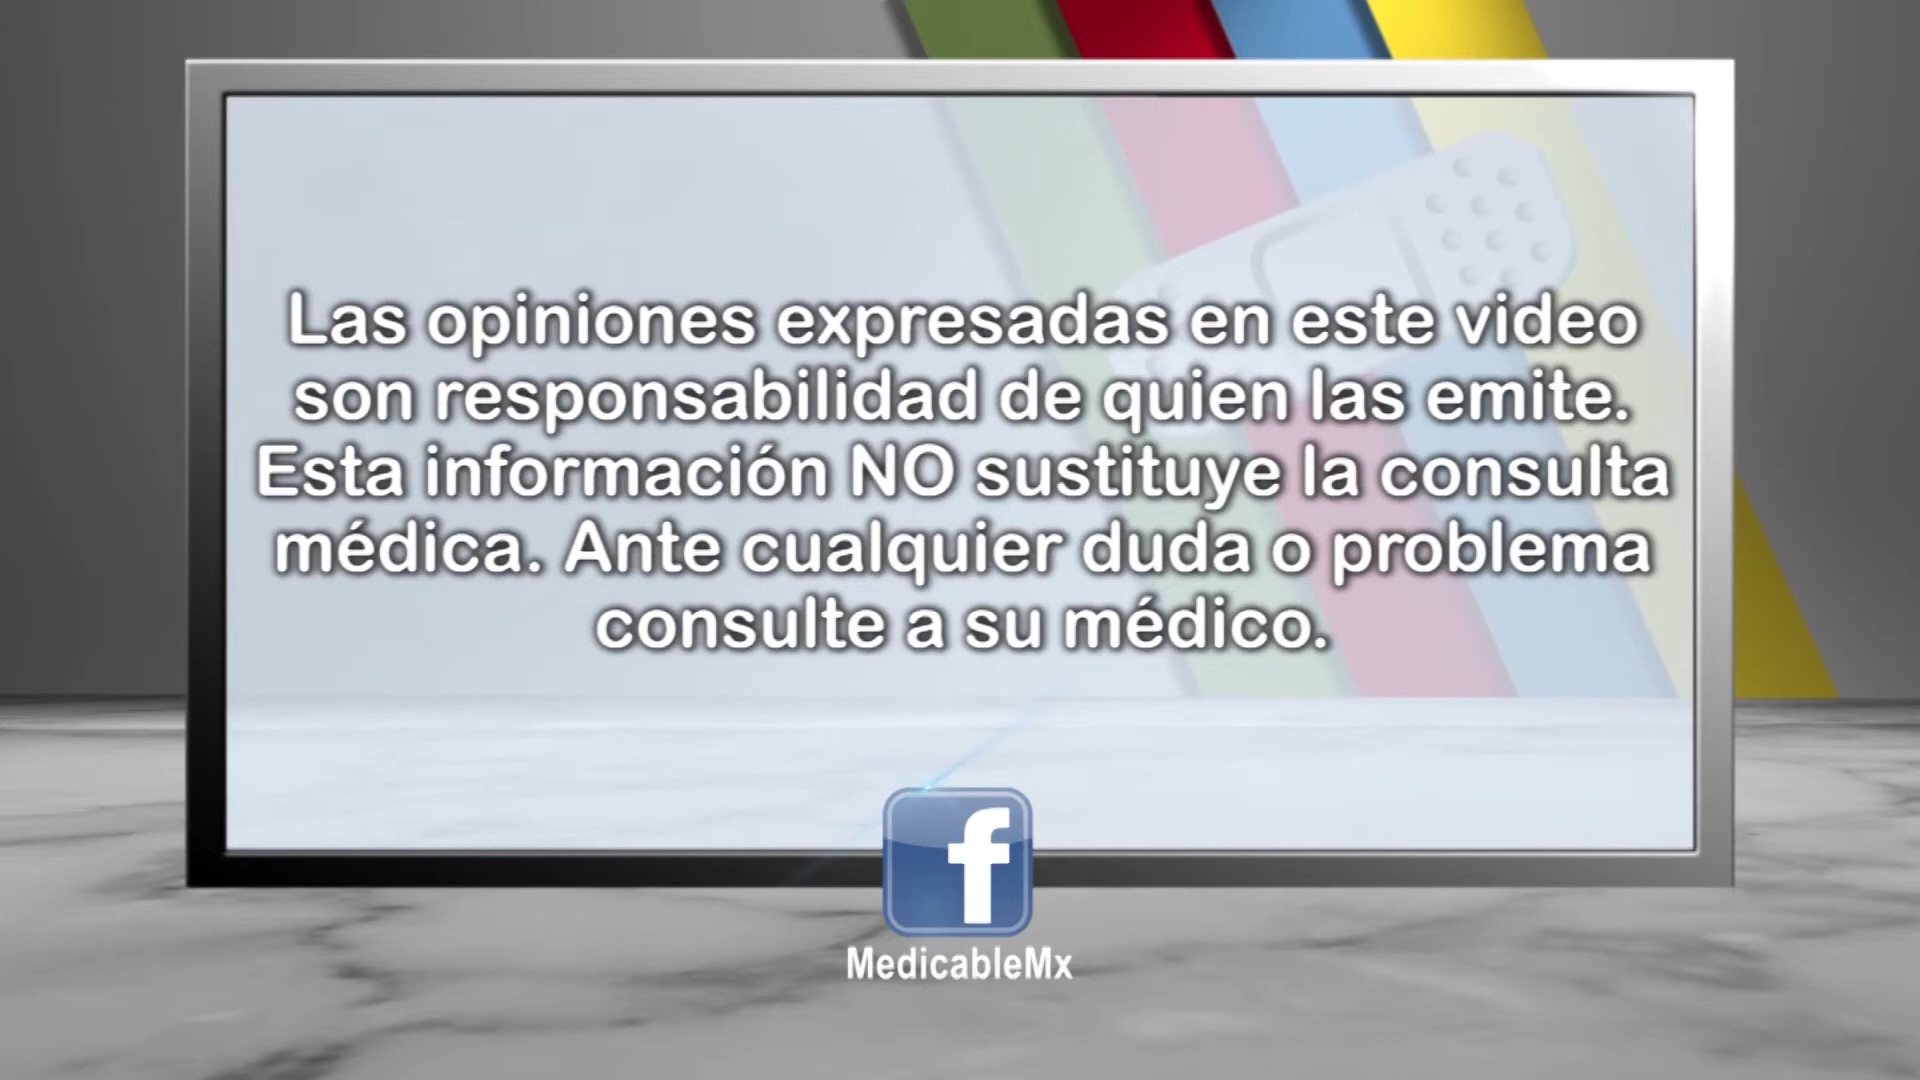 Las opiniones expresadas en este video
son responsabilidad de quien las emite.
Esta información NO sustituye la consulta
médica. Ante cualquier duda o problema
consulte a su médico.
f
MedicableMx